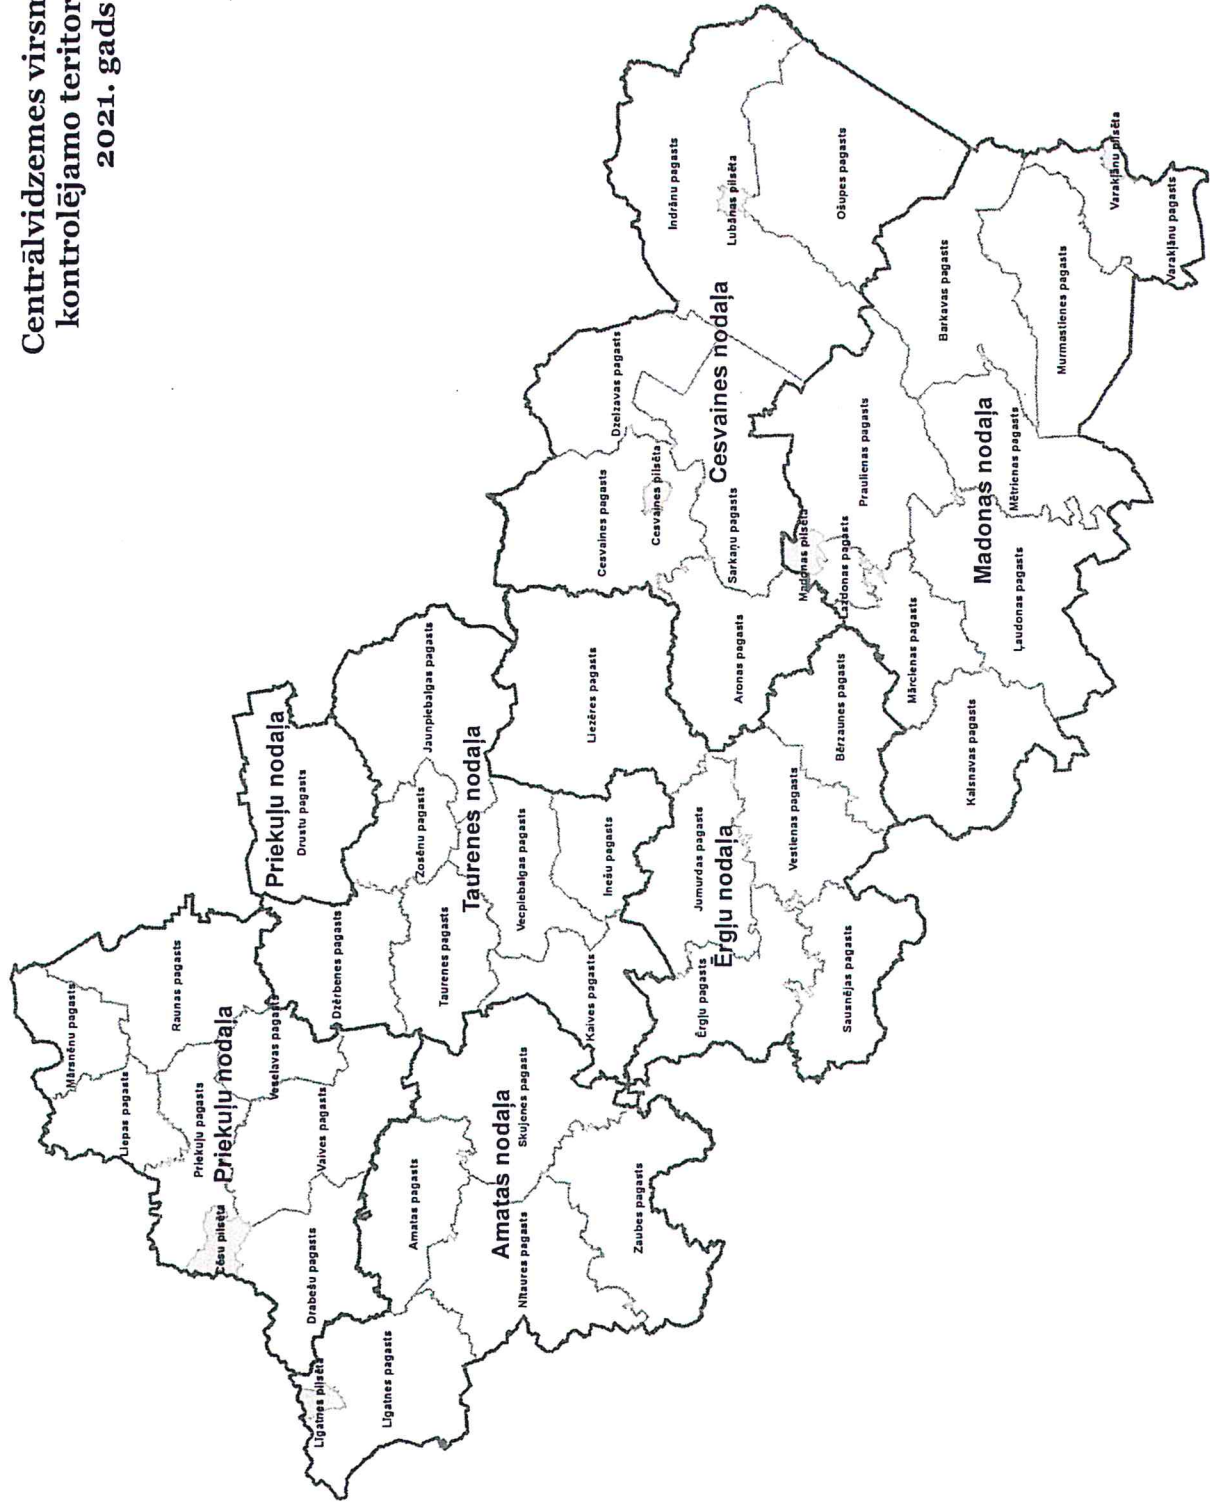 Centrālvidzemes virsm
kontrolējamo teritor
2021. gads
Līgatnes pilsēta
Līgatnes pagasts
Drabešu pagasts
Cēsu pilsēta
Priekuļu pagasts
Priekuļu nodaļa
Liepas pagasts
Mārsnēnu pagasts
Raunas pagasts
Veselavas pagasts
Vaives pagasts
Amatas pagasts
Amatas nodaļa
Nītaures pagasts
Skujenes pagasts
Zaubes pagasts
Priekuļu nodaļa
Drustu pagasts
Dzērbenes pagasts
Taurenes pagasts
Zosēnu pagasts
Jaunpiebalgas pagasts
Taurenes nodaļa
Vecpiebalgas pagasts
Inešu pagasts
Kaives pagasts
Liezēres pagasts
Ērgļu pagasts
Jumurdas pagasts
Ērgļu nodaļa
Vestienas pagasts
Bērzaunes pagasts
Sausnējas pagasts
Cesvaines pagasts
Cesvaines pilsēta
Dzelzavas pagasts
Cesvaines nodaļa
Sarkaņu pagasts
Aronas pagasts
Indrānu pagasts
Lubānas pilsēta
Ošupes pagasts
Madonas pilsēta
Lazdonas pagasts
Praulienas pagasts
Mārcienas pagasts
Kalsnavas pagasts
Madonas nodaļa
Ļaudonas pagasts
Mētrienas pagasts
Barkavas pagasts
Murmastienes pagasts
Varakļānu pilsēta
Varakļānu pagasts